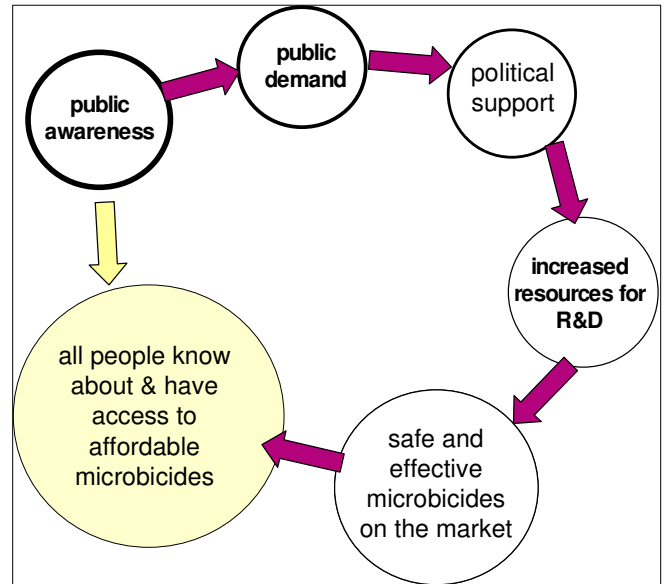 public
awareness
public
demand
political
support
increased
resources for
R&D
safe and
effective
microbicides
on the market
all people know
about & have
access to
affordable
microbicides